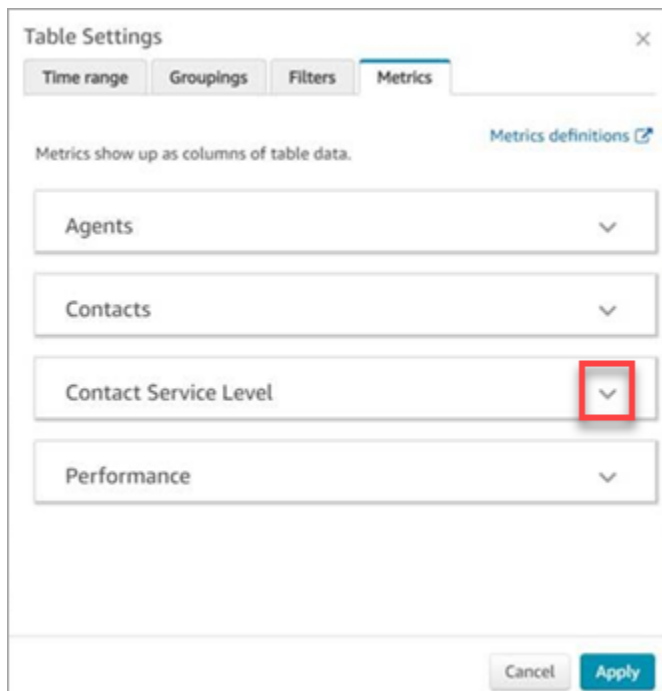 Table Settings
Time range Groupings Filters Metrics
Metrics definitions
Metrics show up as columns of table data.
Agents
Contacts
Contact Service Level
Performance
Cancel Apply